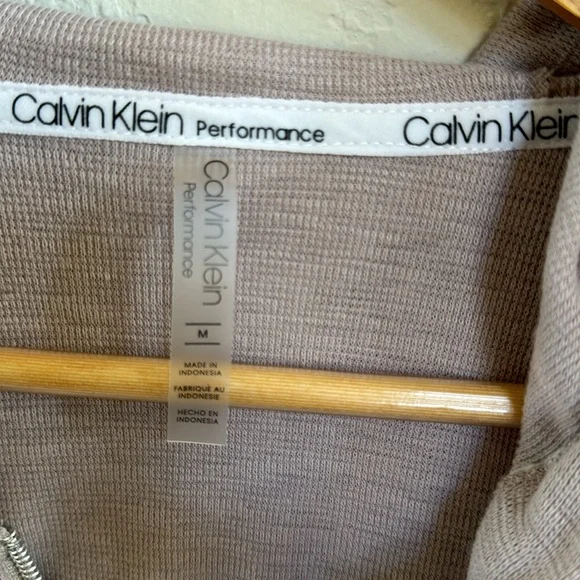 Calvin Klein Performance Calvin Klein
Calvin Klein
Performance
M
MADE IN
INDONESIA
FABRIQUÉ AU
INDONESIE
HECHO EN
INDONESIA